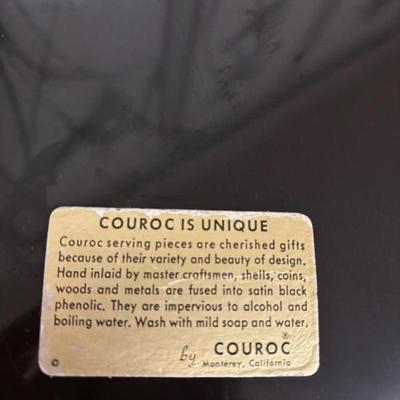 COUROC IS UNIQUE
Couroc serving pieces are cherished gifts
because of their variety and beauty of design.
Hand inlaid by master craftsmen, shells, coins,
woods and metals are fused into satin black
phenolic. They are impervious to alcohol and
boiling water. Wash with mild soap and water.
© by COUROC®
Monterey, California